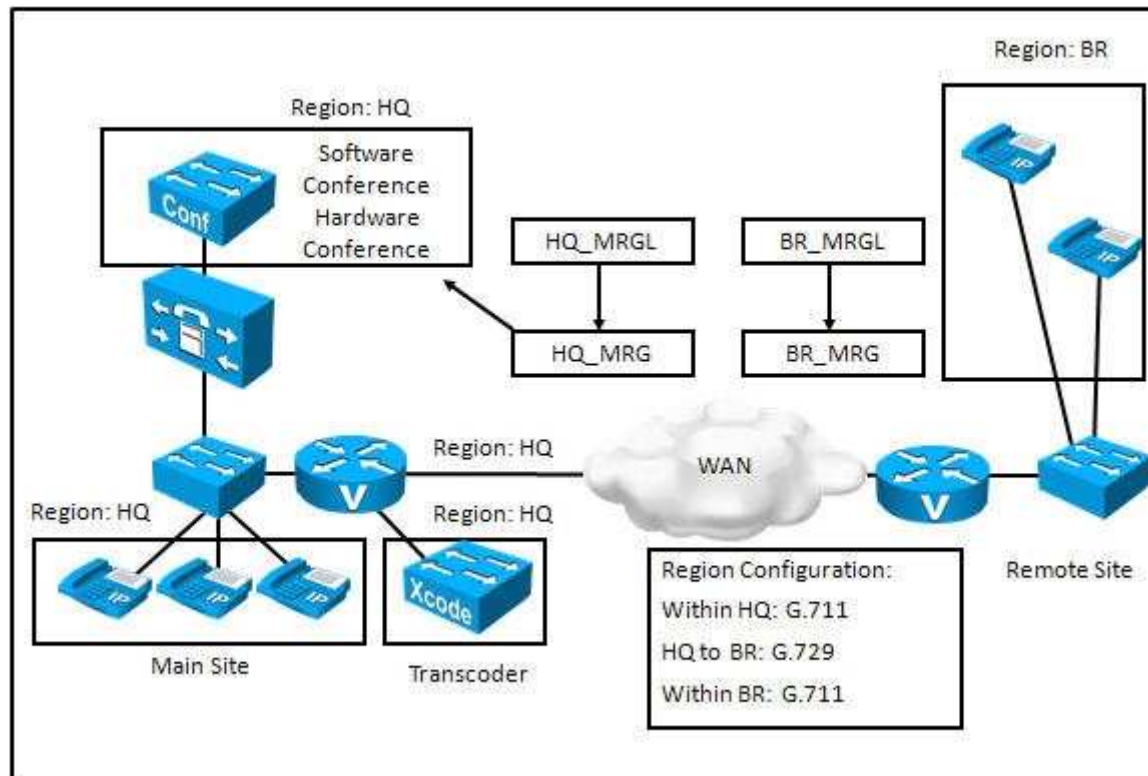 Region: BR
Region: HQ
Software
Conference
Hardware
Conference
Conf
IP
IP
HQ_MRGL
BR_MRGL
HQ_MRG
BR_MRG
Region: HQ
WAN
V
V
Region: HQ
Region: HQ
IP
IP
IP
Xcode
Main Site
Transcoder
Remote Site
Region Configuration:
Within HQ: G.711
HQ to BR: G.729
Within BR: G.711